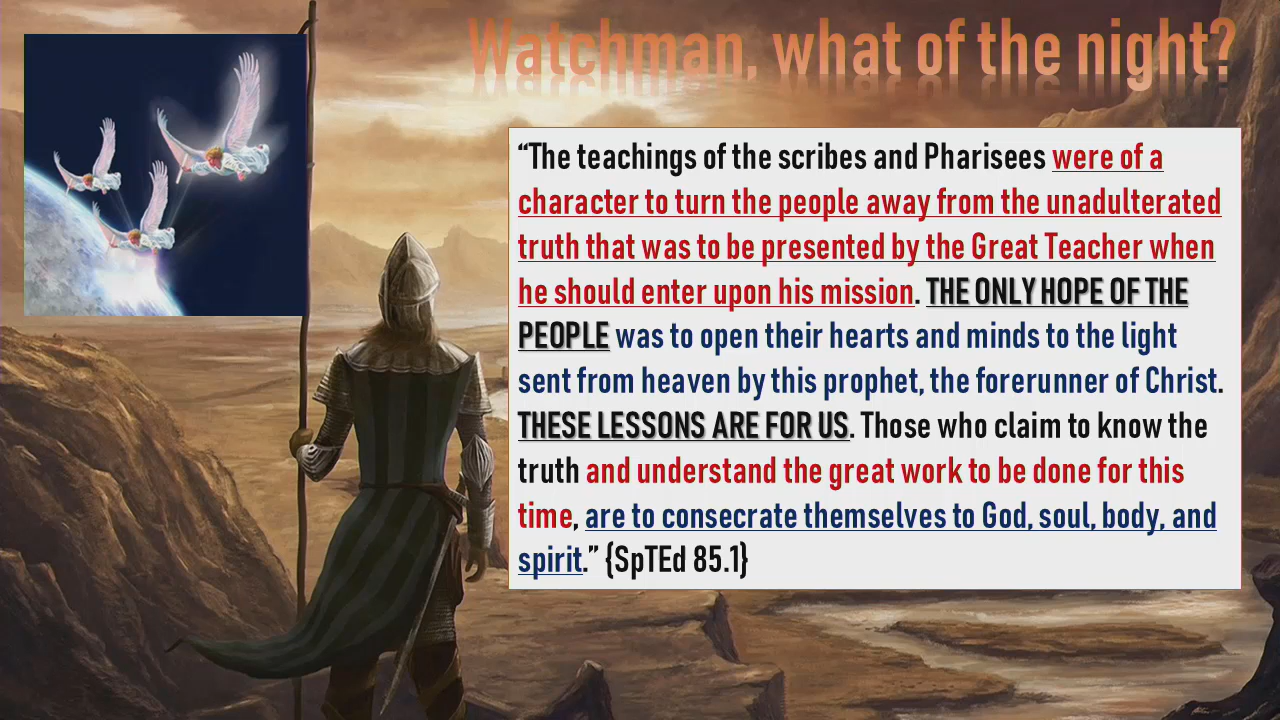 Watchman, what of the night?
“The teachings of the scribes and Pharisees were of a
character to turn the people away from the unadulterated
truth that was to be presented by the Great Teacher when
he should enter upon his mission. THE ONLY HOPE OF THE
PEOPLE was to open their hearts and minds to the light
sent from heaven by this prophet, the forerunner of Christ.
THESE LESSONS ARE FOR US. Those who claim to know the
truth and understand the great work to be done for this
time, are to consecrate themselves to God, soul, body, and
spirit.” {SpTEd 85.1}